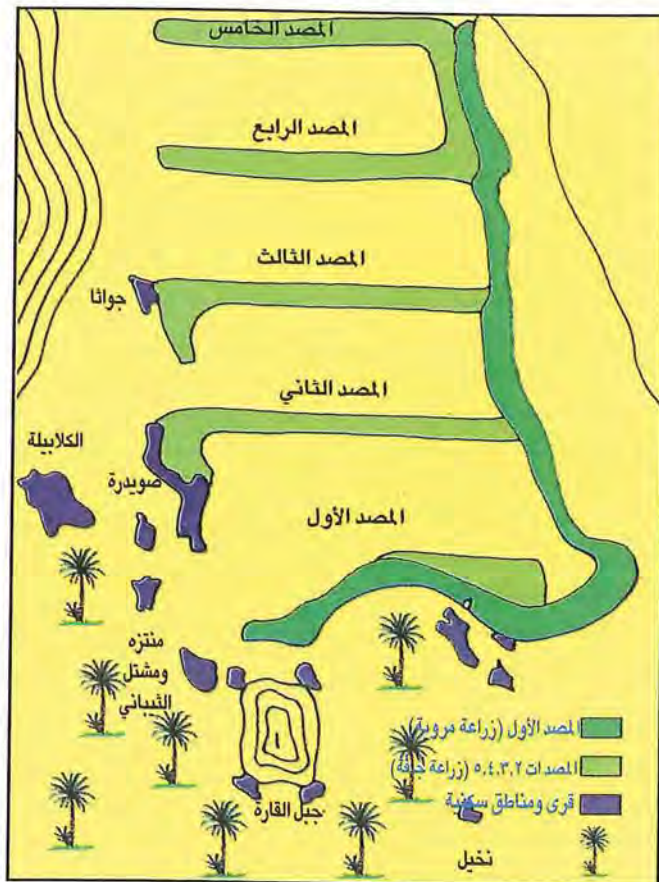 المصد الخامس
المصد الرابع
المصد الثالث
جواثا
المصد الثاني
الكلابيلة
صويدرة
المصد الأول
منتزه
ومشتل
الثيباني
المصد الأول (زراعة مروية)
المصدات ٥،٤،٣،٢ (زراعة جافة)
قرى ومناطق سكنية
جبل القارة
نخيل